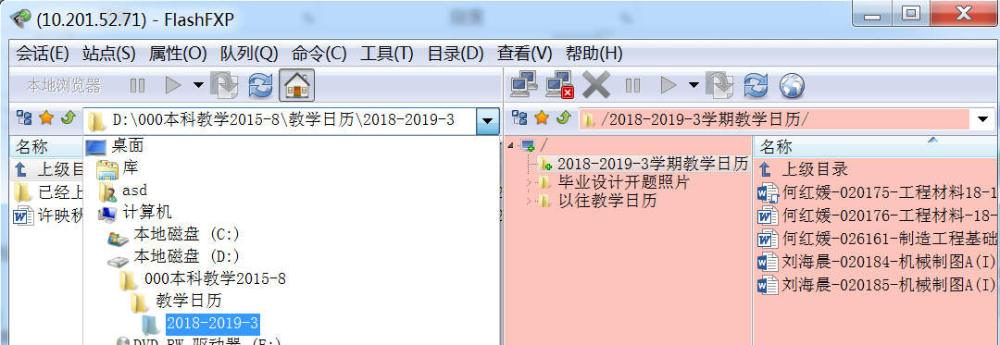 (10.201.52.71) - FlashFXP
会话(E) 站点(S) 属性(O) 队列(Q) 命令(C) 工具(T) 目录(D) 查看(V) 帮助(H)
本地浏览器
D:\000本科教学2015-8\教学日历\2018-2019-3
/2018-2019-3学期教学日历/
名称
上级目
已经上
许映秋
桌面
库
asd
计算机
本地磁盘 (C:)
本地磁盘 (D:)
000本科教学2015-8
教学日历
2018-2019-3
DVD RW 驱动器 (E:)
/
2018-2019-3学期教学日历
毕业设计开题照片
以往教学日历
名称
上级目录
何红媛-020175-工程材料18-1
何红媛-020176-工程材料-18-
何红媛-026161-制造工程基础
刘海晨-020184-机械制图A(I)
刘海晨-020185-机械制图A(I)